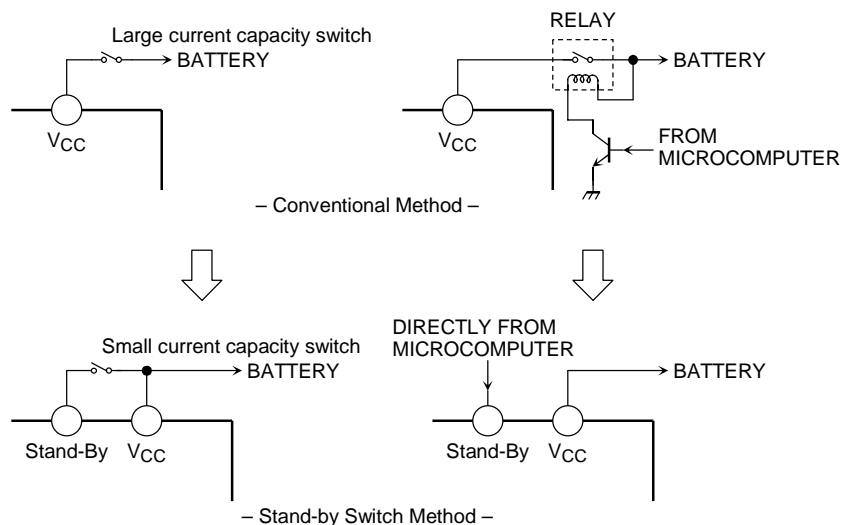 Large current capacity switch
BATTERY
VCC
RELAY
BATTERY
VCC
FROM
MICROCOMPUTER
– Conventional Method –
Small current capacity switch
BATTERY
Stand-By
VCC
DIRECTLY FROM
MICROCOMPUTER
BATTERY
Stand-By
VCC
– Stand-by Switch Method –